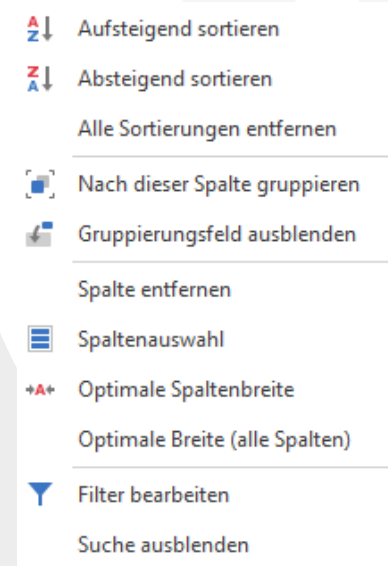 Aufsteigend sortieren
Absteigend sortieren
Alle Sortierungen entfernen
Nach dieser Spalte gruppieren
Gruppierungsfeld ausblenden
Spalte entfernen
Spaltenauswahl
Optimale Spaltenbreite
Optimale Breite (alle Spalten)
Filter bearbeiten
Suche ausblenden